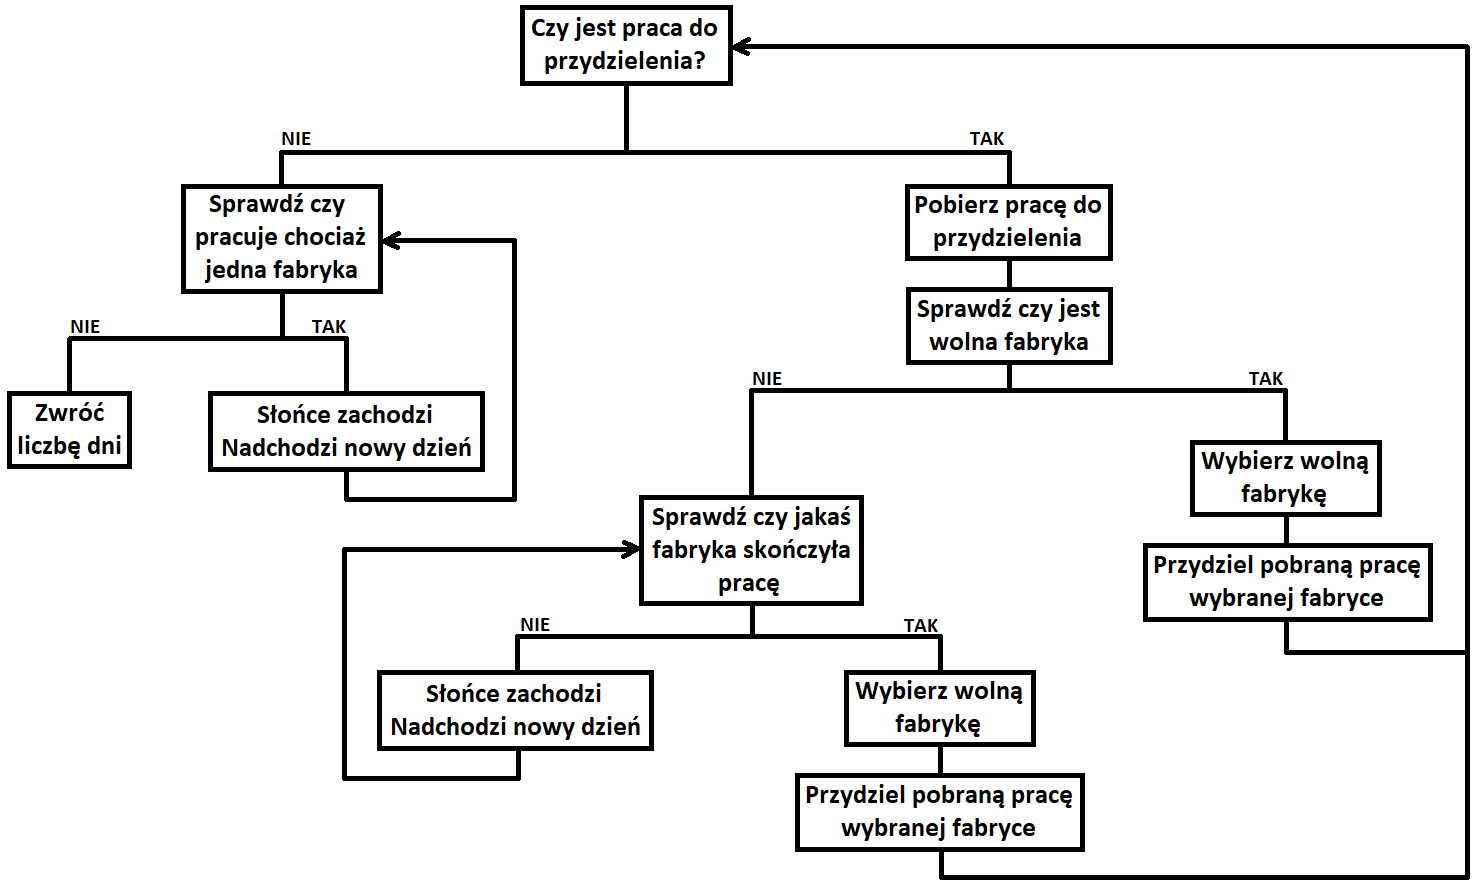 Czy jest praca do
przydzielenia?
NIE
TAK
Sprawdź czy
pracuje chociaż
jedna fabryka
Pobierz pracę do
przydzielenia
Sprawdź czy jest
wolna fabryka
NIE
TAK
NIE
TAK
Zwróć
liczbę dni
Słońce zachodzi
Nadchodzi nowy dzień
Wybierz wolną
fabrykę
Sprawdź czy jakaś
fabryka skończyła
pracę
Przydziel pobraną pracę
wybranej fabryce
NIE
TAK
Słońce zachodzi
Nadchodzi nowy dzień
Wybierz wolną
fabrykę
Przydziel pobraną pracę
wybranej fabryce